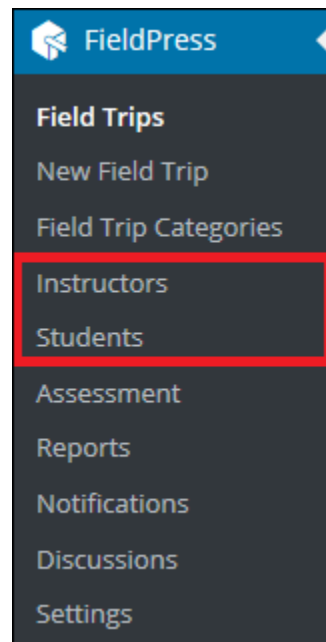 FieldPress
Field Trips
New Field Trip
Field Trip Categories
Instructors
Students
Assessment
Reports
Notifications
Discussions
Settings